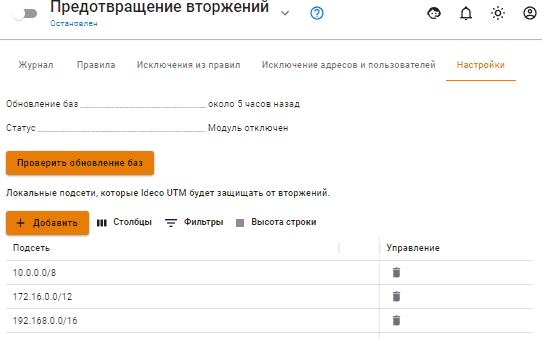 Предотвращение вторжений
Остановлен
Журнал Правила Исключения из правил Исключение адресов и пользователей Настройки
Обновление баз около 5 часов назад
Статус Модуль отключен
Проверить обновление баз
Локальные подсети, которые Ideco UTM будет защищать от вторжений.
+ Добавить Столбцы Фильтры Высота строки
Подсеть Управление
10.0.0.0/8
172.16.0.0/12
192.168.0.0/16